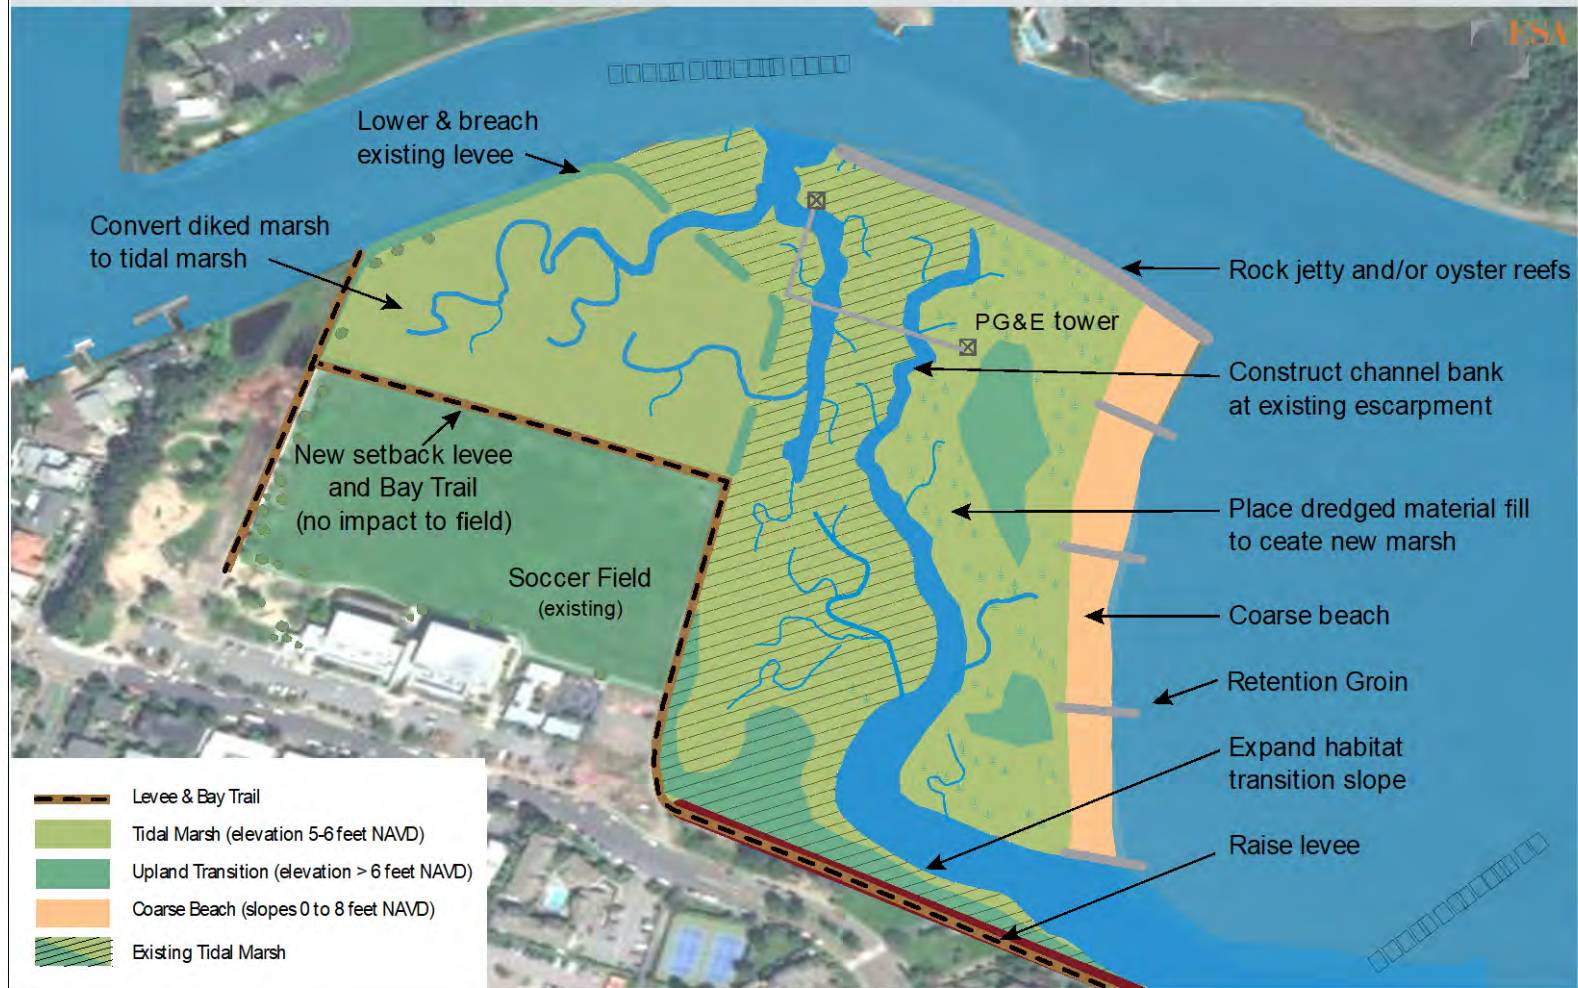 ESA
Lower & breach
existing levee
Convert diked marsh
to tidal marsh
Rock jetty and/or oyster reefs
PG&E tower
Construct channel bank
at existing escarpment
New setback levee
and Bay Trail
(no impact to field)
Place dredged material fill
to ceate new marsh
Soccer Field
(existing)
Coarse beach
Retention Groin
Expand habitat
transition slope
Raise levee
Levee & Bay Trail
Tidal Marsh (elevation 5-6 feet NAVD)
Upland Transition (elevation > 6 feet NAVD)
Coarse Beach (slopes 0 to 8 feet NAVD)
Existing Tidal Marsh